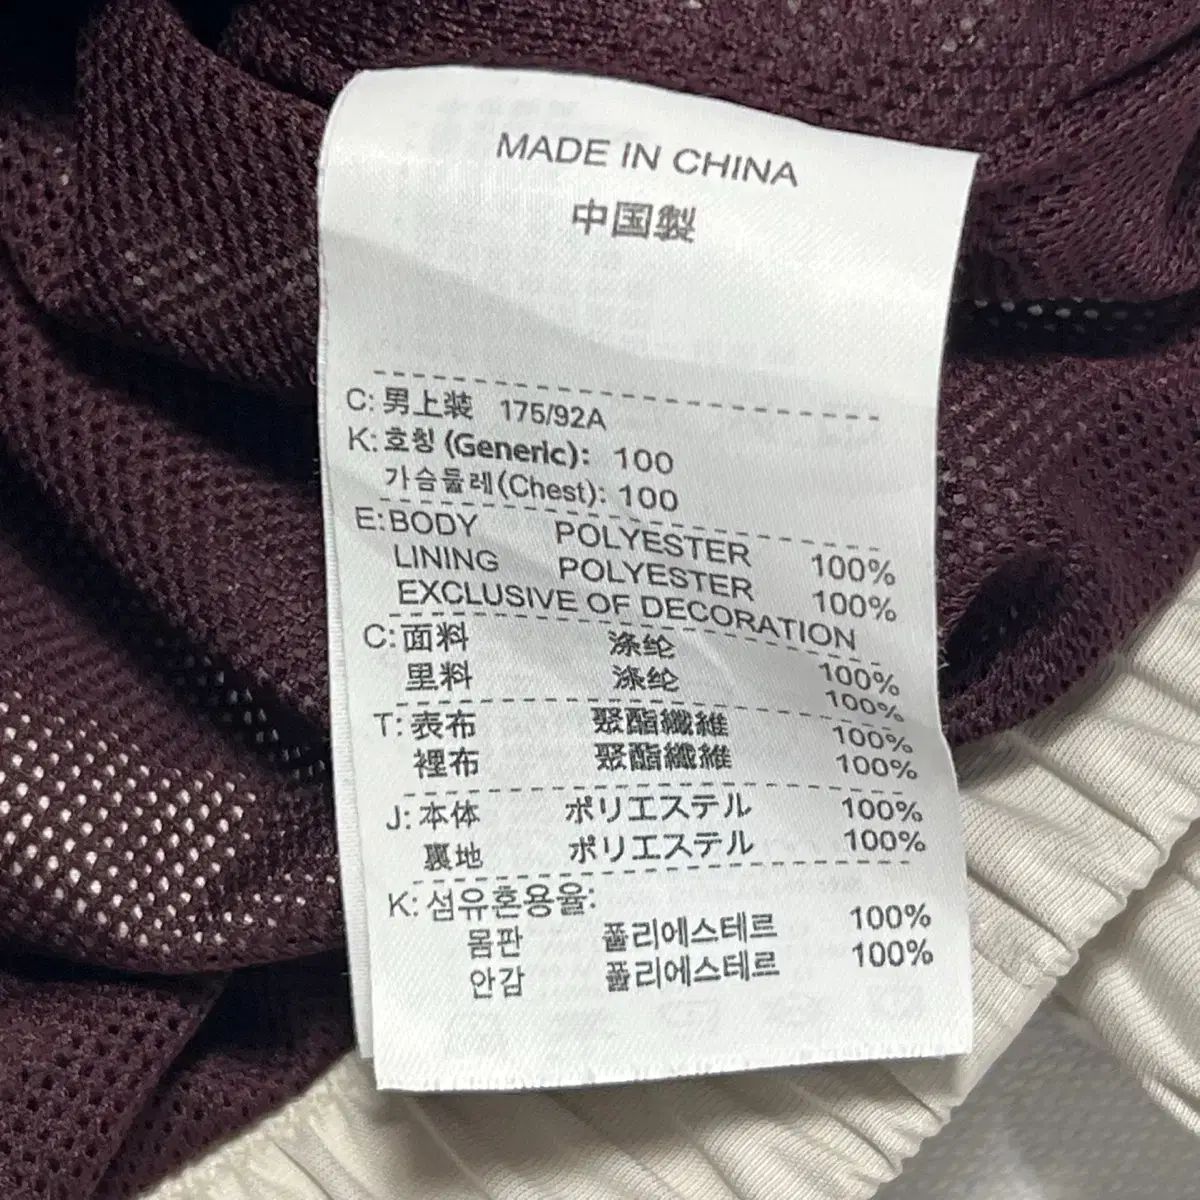 MADE IN CHINA
中国製
C: 男上装 175/92A
K: 호칭 (Generic): 100
가슴둘레(Chest): 100
E: BODY POLYESTER 100%
LINING POLYESTER 100%
EXCLUSIVE OF DECORATION
C: 面料 涤纶 100%
里料 涤纶 100%
T: 表布 聚酯纖維 100%
裡布 聚酯纖維 100%
J: 本体 ポリエステル 100%
裏地 ポリエステル 100%
K: 섬유혼용율:
몸판 폴리에스테르 100%
안감 폴리에스테르 100%